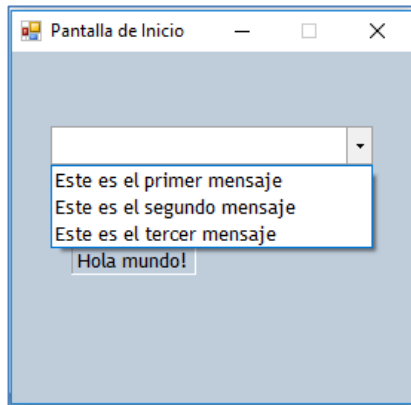 Pantalla de Inicio
Este es el primer mensaje
Este es el segundo mensaje
Este es el tercer mensaje
Hola mundo!